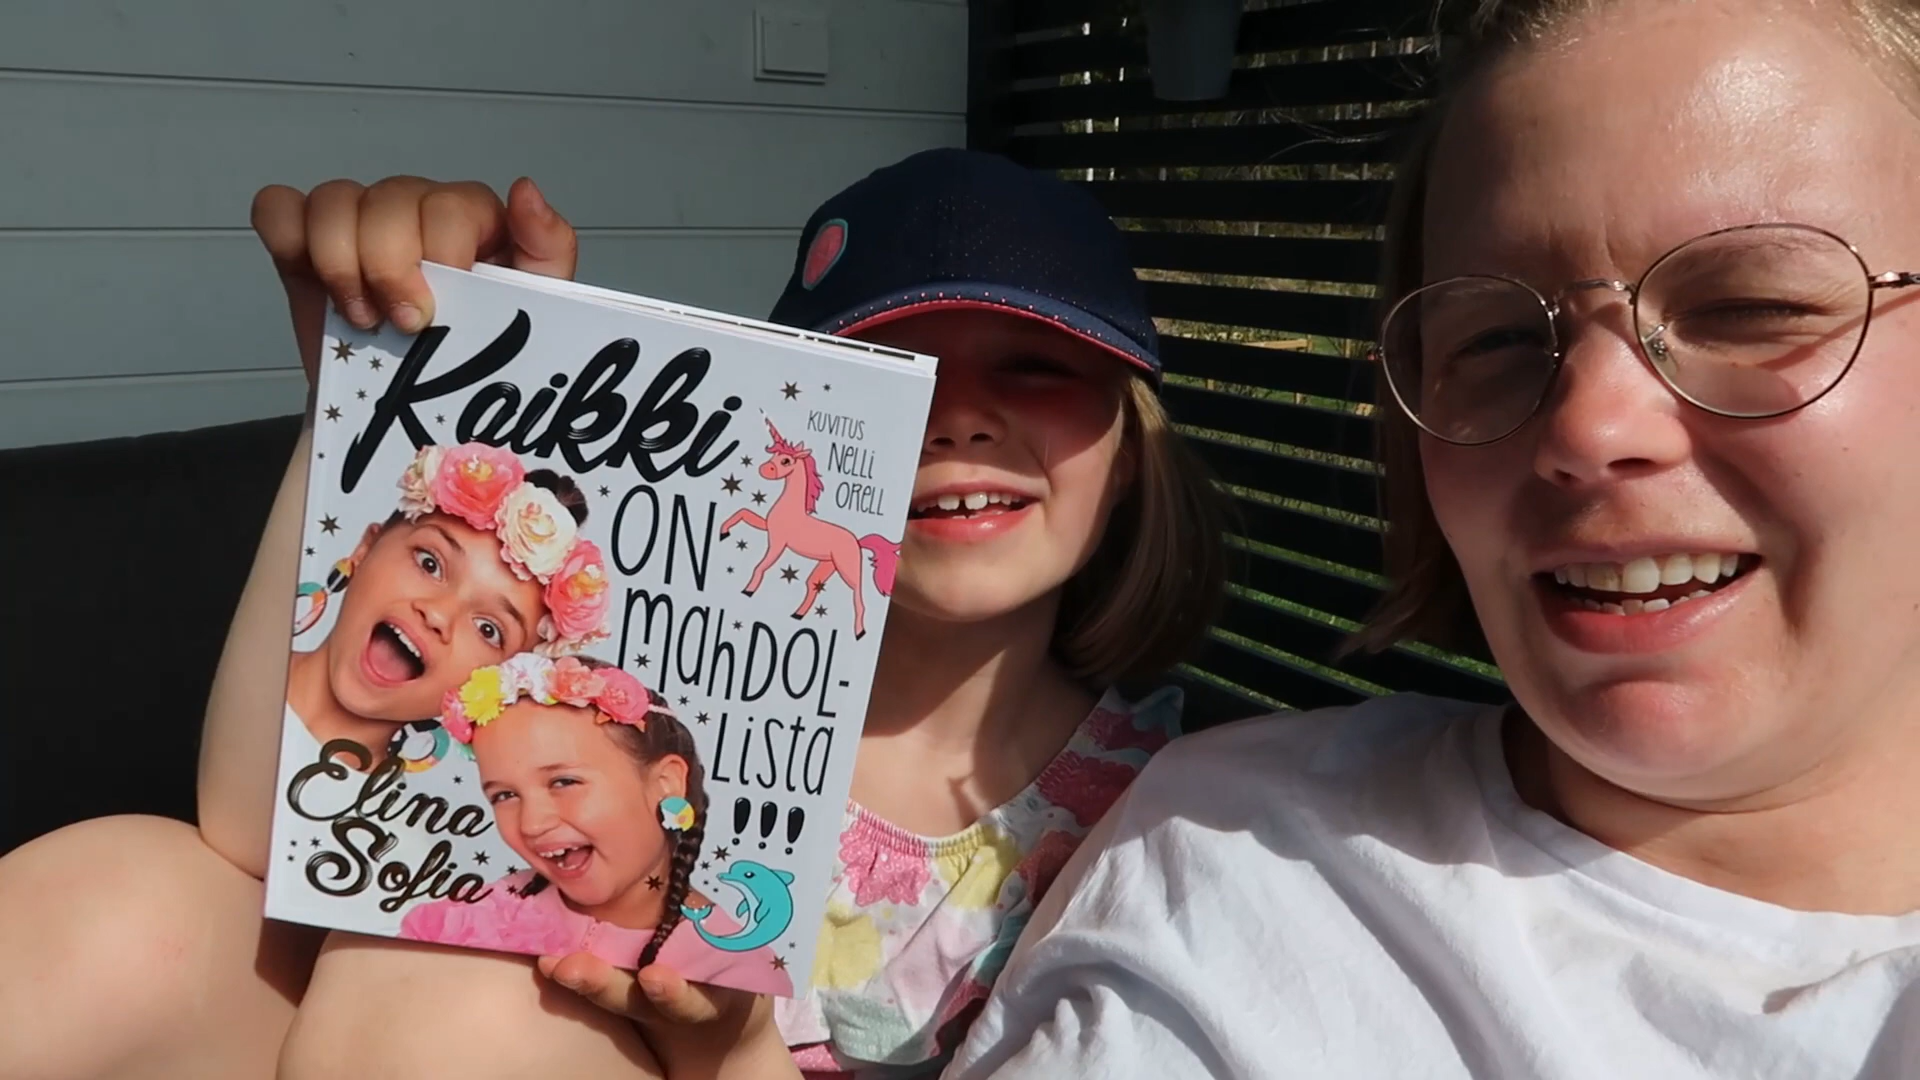 Kaikki
ON
mahDOL-
Lista
!!!
KUVITUS
NELLi
ORELL
Elina
Sofia